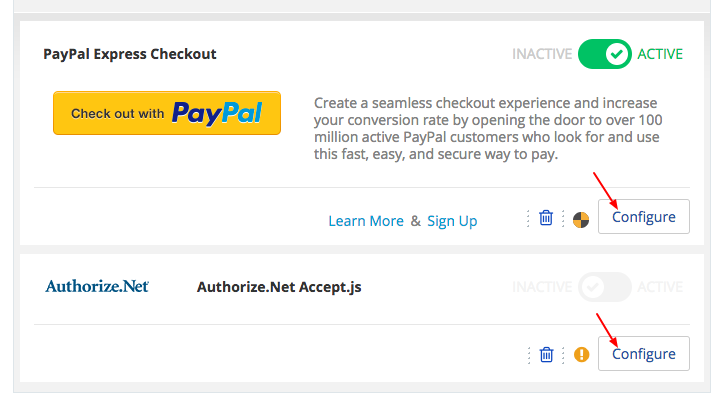 PayPal Express Checkout
INACTIVE ACTIVE
Check out with PayPal
Create a seamless checkout experience and increase
your conversion rate by opening the door to over 100
million active PayPal customers who look for and use
this fast, easy, and secure way to pay.
Learn More & Sign Up
Configure
Authorize.Net
Authorize.Net Accept.js
INACTIVE ACTIVE
Configure